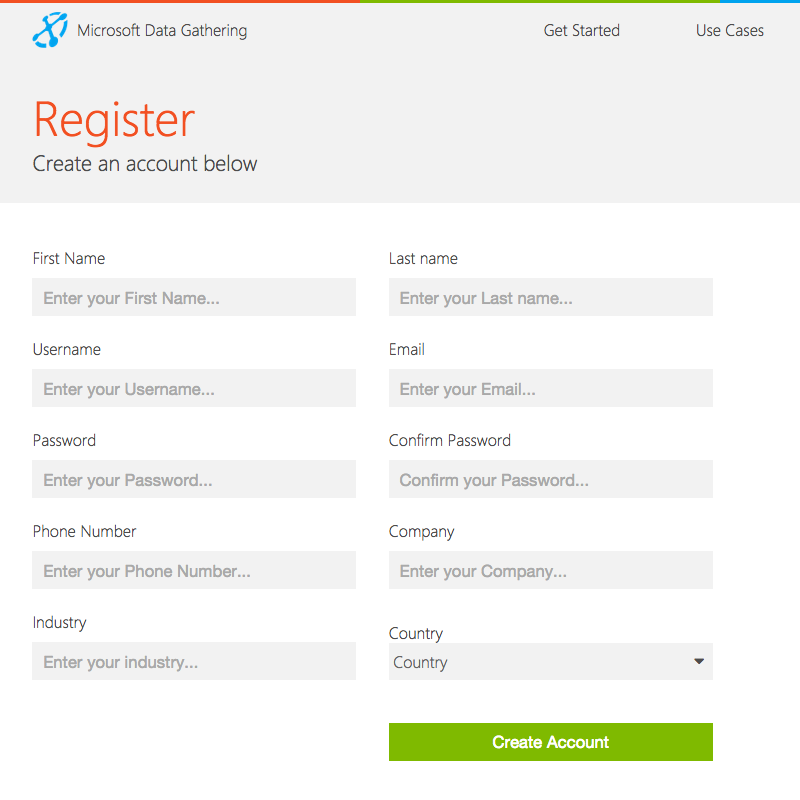 Microsoft Data Gathering Get Started Use Cases
Register
Create an account below
First Name Last name
Enter your First Name... Enter your Last name...
Username Email
Enter your Username... Enter your Email...
Password Confirm Password
Enter your Password... Confirm your Password...
Phone Number Company
Enter your Phone Number... Enter your Company...
Industry Country
Enter your industry... Country
Create Account